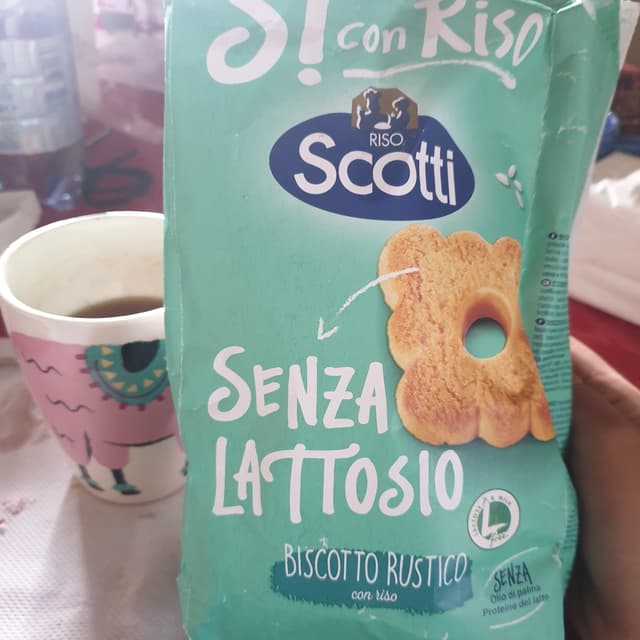 Sì con Riso
RISO
Scotti
SENZA
LATTOSIO
BISCOTTO RUSTICO
con riso
SENZA
Olio di palma
Proteine del latte